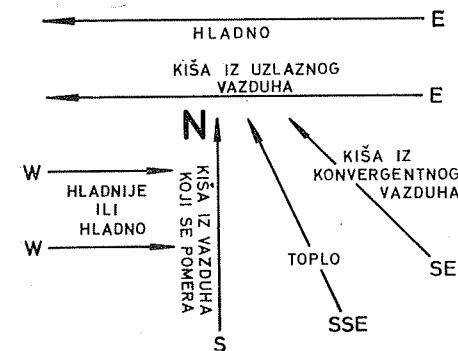 E
HLADNO
KIŠA IZ UZLAZNOG
VAZDUHA
E
N
W
HLADNIJE
ILI
HLADNO
W
KIŠA IZ VAZDUHA
KOJI SE POMERA
S
TOPLO
SSE
KIŠA IZ
KONVERGENTNOG
VAZDUHA
SE